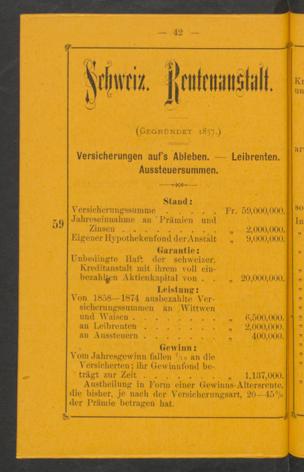 — 42 —
Schweiz. Rentenanstalt.
(GEGRÜNDET 1857.)
Versicherungen auf's Ableben. — Leibrenten.
Aussteuersummen.
Stand:
Versicherungssumme . . . . . Fr. 59,000,000.
Jahreseinnahme an Prämien und
Zinsen . . . . . . . . „ 2,000,000.
59
Eigener Hypothekenfond der Anstalt „ 9,000,000.
Garantie:
Unbedingte Haft der schweizer.
Kreditanstalt mit ihrem voll ein-
bezahlten Aktienkapital von . . „ 20,000,000.
Leistung:
Von 1858—1874 ausbezahlte Ver-
sicherungssummen an Wittwen
und Waisen . . . . . . „ 6,500,000.
an Leibrenten . . . . . . „ 2,000,000.
an Aussteuern . . . . . . „ 400,000.
Gewinn:
Vom Jahresgewinn fallen an die
Versicherten; ihr Gewinnfond be-
trägt zur Zeit . . . . . . „ 1,137,000.
Austheilung in Form einer Gewinns-Altersrente,
die bisher, je nach der Versicherungsart, 20—45%
der Prämie betragen hat.